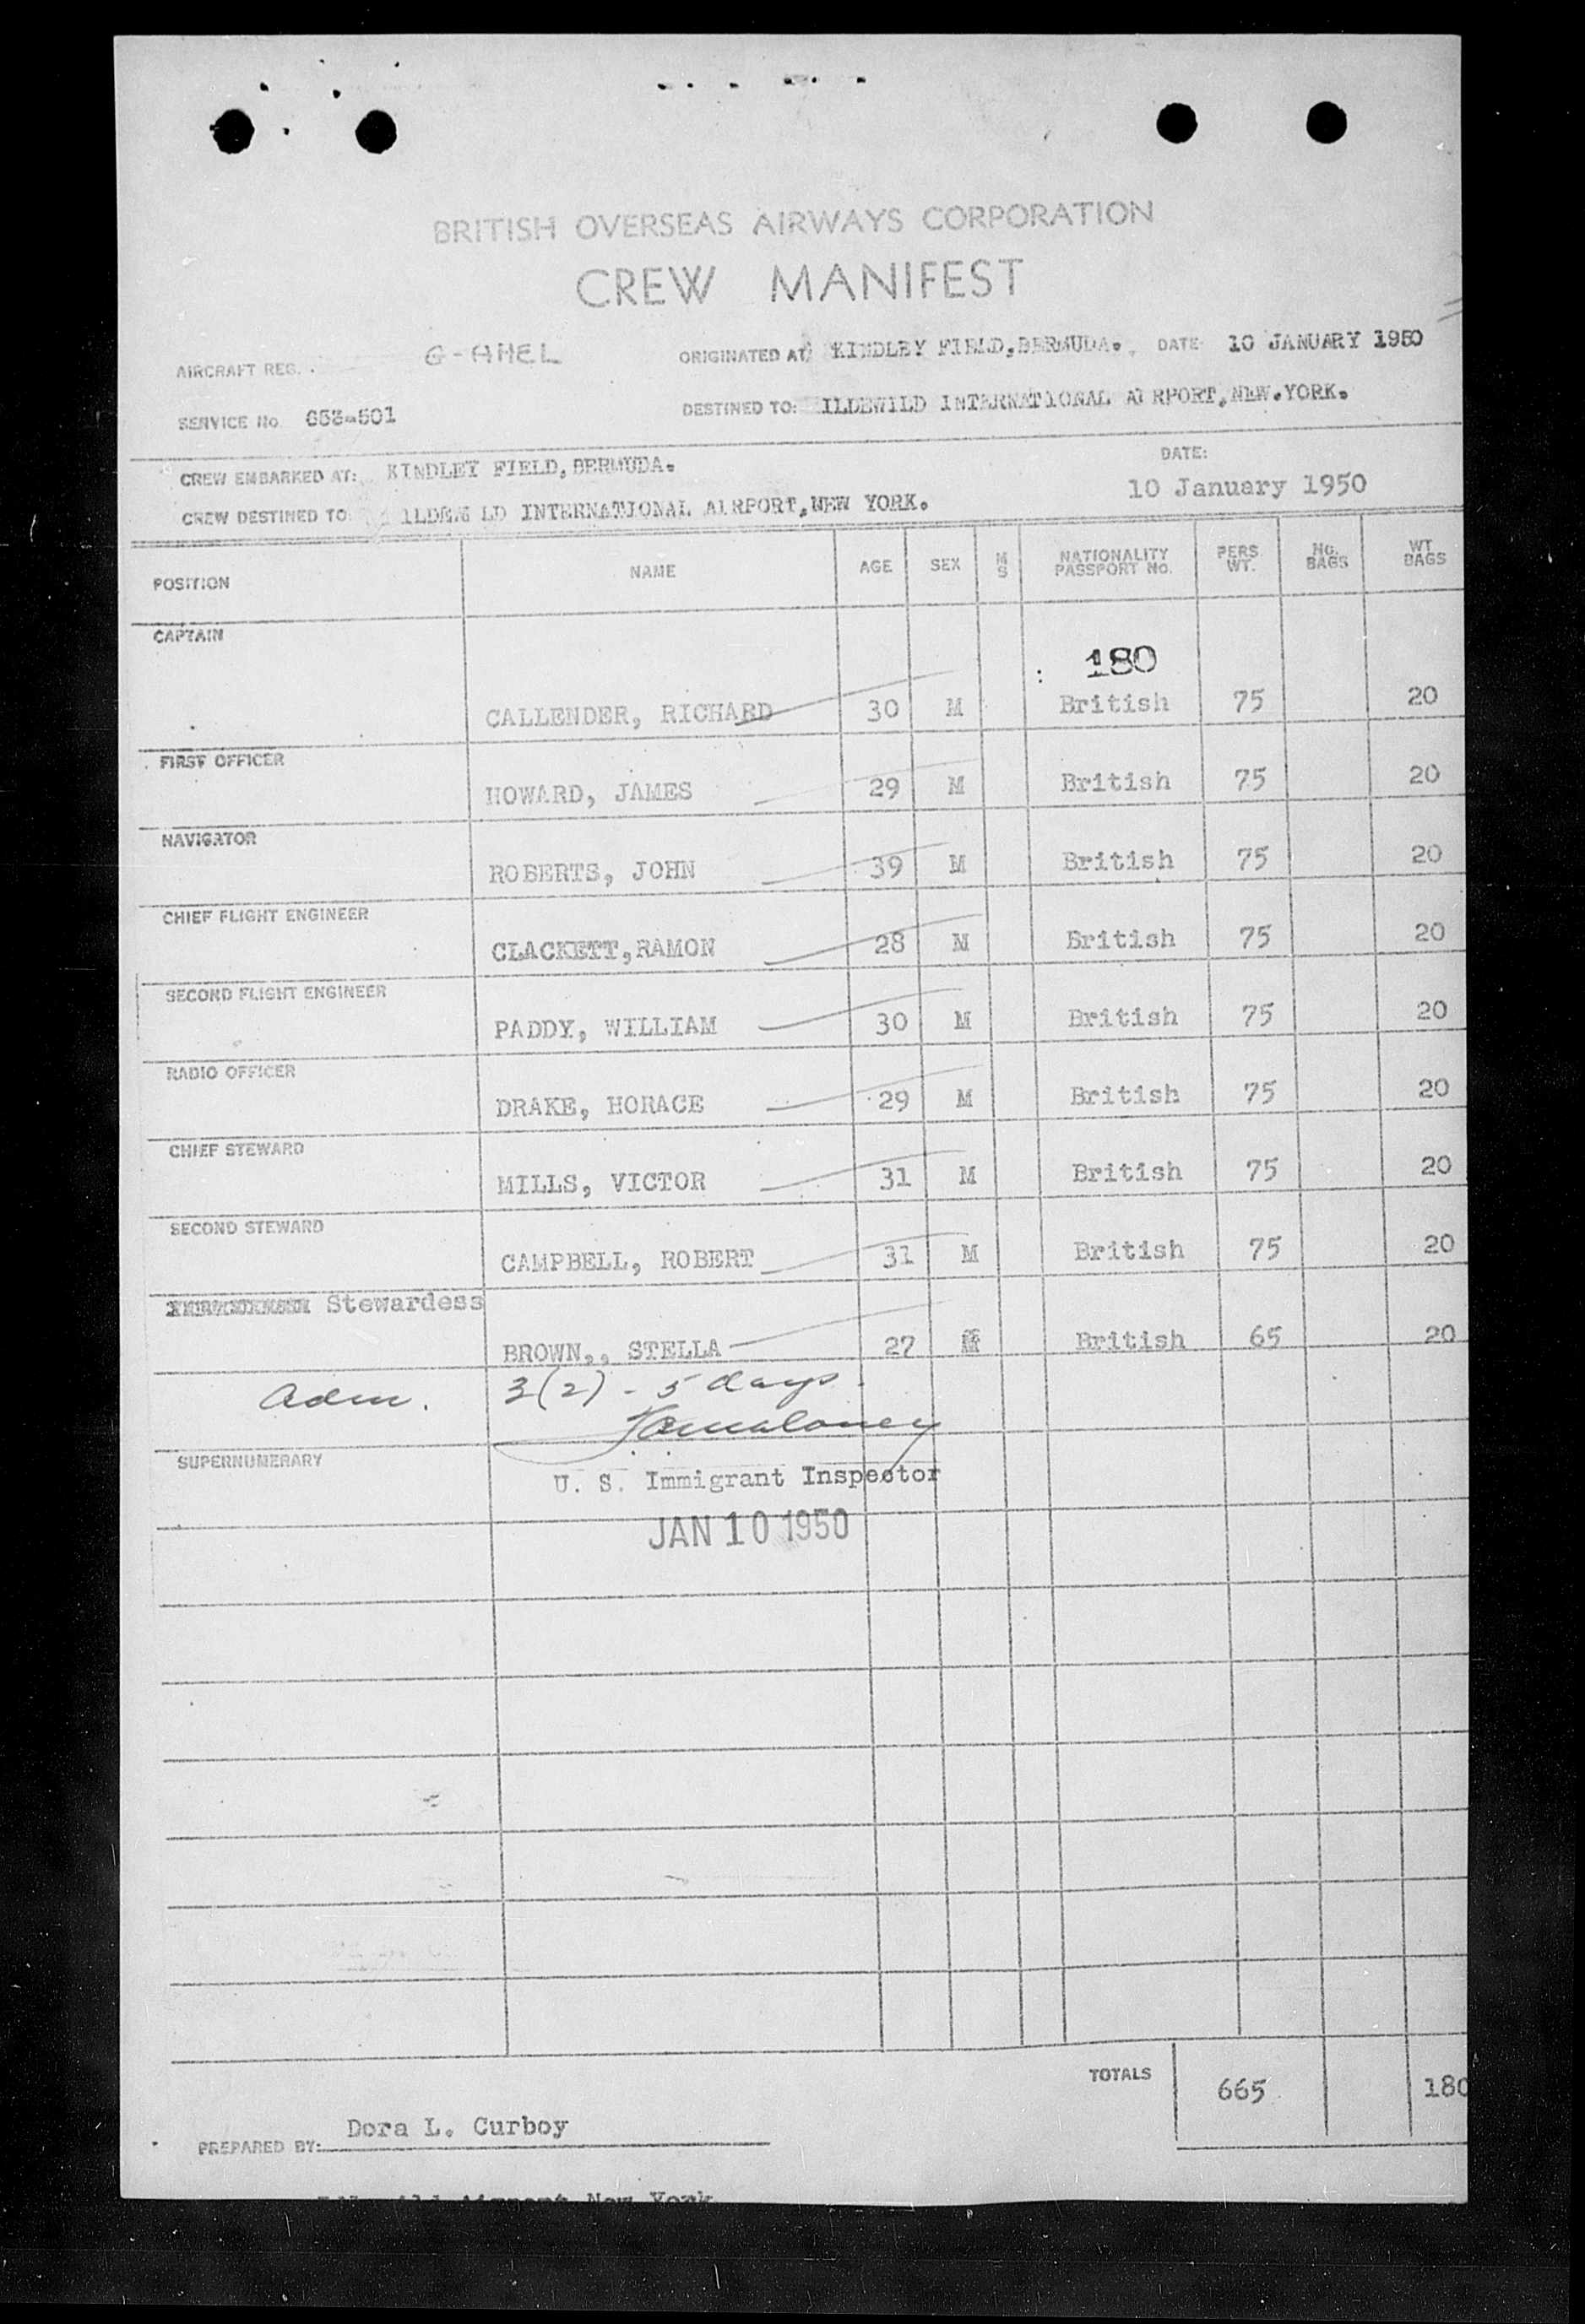 BRITISH OVERSEAS AIRWAYS CORPORATION
CREW MANIFEST
AIRCRAFT REG. . G-AHEL ORIGINATED AT KINDLEY FIELD,BERMUDA. DATE 10 JANUARY 1950
SERVICE No. 653-501 DESTINED TO: ILDEWILD INTERNATIONAL AIRPORT,NEW.YORK.
CREW EMBARKED AT: KINDLEY FIELD,BERMUDA. DATE:
10 January 1950
CREW DESTINED TO INTERNATIONAL AIRPORT,NEW YORK.
POSITION NAME AGE SEX M S NATIONALITY PASSPORT No. PERS. WT. No. BAGS WT BAGS
CAPTAIN
180
CALLENDER, RICHARD 30 M British 75 20
FIRST OFFICER
HOWARD, JAMES 29 M British 75 20
NAVIGATOR
ROBERTS, JOHN 39 M British 75 20
CHIEF FLIGHT ENGINEER
CLACKETT,RAMON 28 M British 75 20
SECOND FLIGHT ENGINEER
PADDY, WILLIAM 30 M British 75 20
RADIO OFFICER
DRAKE, HORACE 29 M British 75 20
CHIEF STEWARD
MILLS, VICTOR 31 M British 75 20
SECOND STEWARD
CAMPBELL, ROBERT 31 M British 75 20
Stewardess
BROWN,, STELLA 27 British 65 20
Adm. 3(2) - 5 days.
SUPERNUMERARY
U. S. Immigrant Inspector
JAN 10 1950
TOTALS 665 180
PREPARED BY: Dora L. Curboy
New York